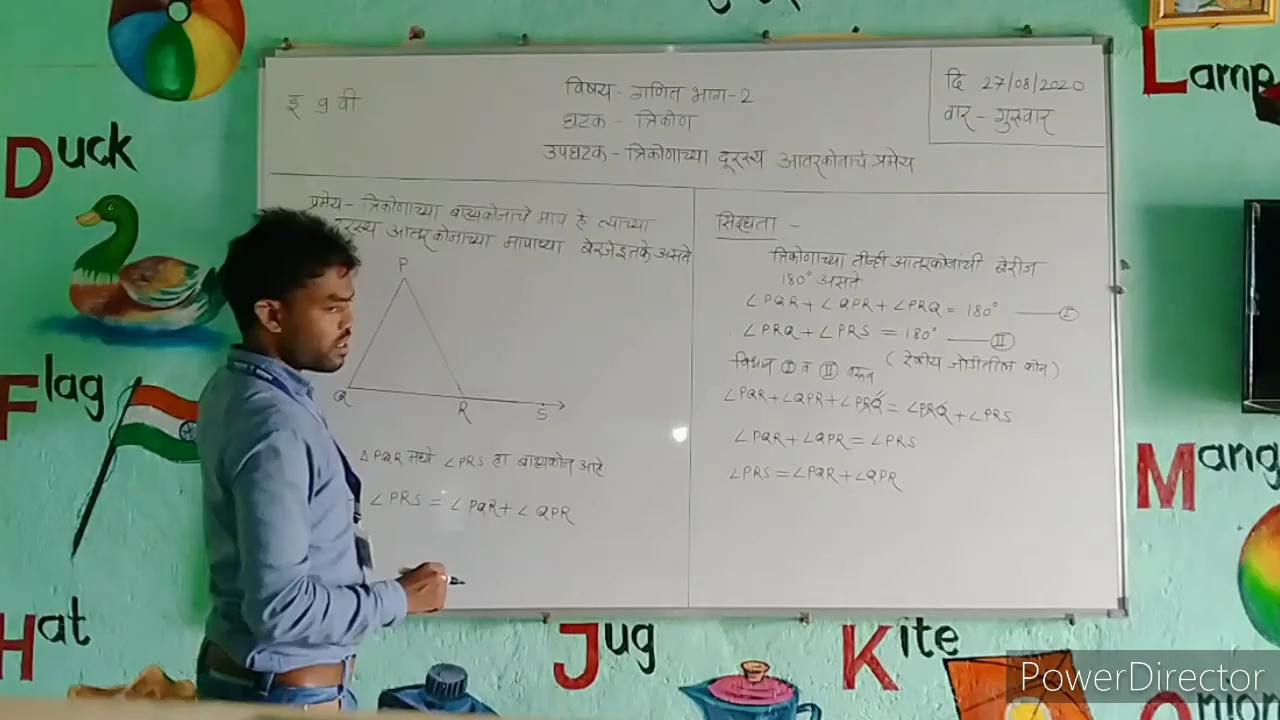 Duck
Flag
Hat
Jug
Kite
Lamp
Mang
Onion
इ ९ वी
विषय - गणित भाग-2
घटक - त्रिकोण
उपघटक - त्रिकोणाच्या दूरस्थ आंतरकोनाचे प्रमेय
दि 27/08/2020
वार - गुरुवार
प्रमेय - त्रिकोणाच्या बाह्यकोनाचे माप हे त्याच्या
दूरस्थ आंतरकोनाच्या मापाच्या बेरजेइतके असते
P
Q
R
S
△PQR मध्ये ∠PRS हा बाह्यकोन आहे
∠PRS = ∠PQR + ∠QPR
सिद्धता -
त्रिकोणाच्या तीन्ही आंतरकोनांची बेरीज
180° असते
∠PQR + ∠QPR + ∠PRQ = 180° —— Ⅰ
∠PRQ + ∠PRS = 180° —— Ⅱ
विधान Ⅰ व Ⅱ वरून (रेषीय जोडीतील कोन)
∠PQR + ∠QPR + ∠PRQ = ∠PRQ + ∠PRS
∠PQR + ∠QPR = ∠PRS
∠PRS = ∠PQR + ∠QPR
PowerDirector